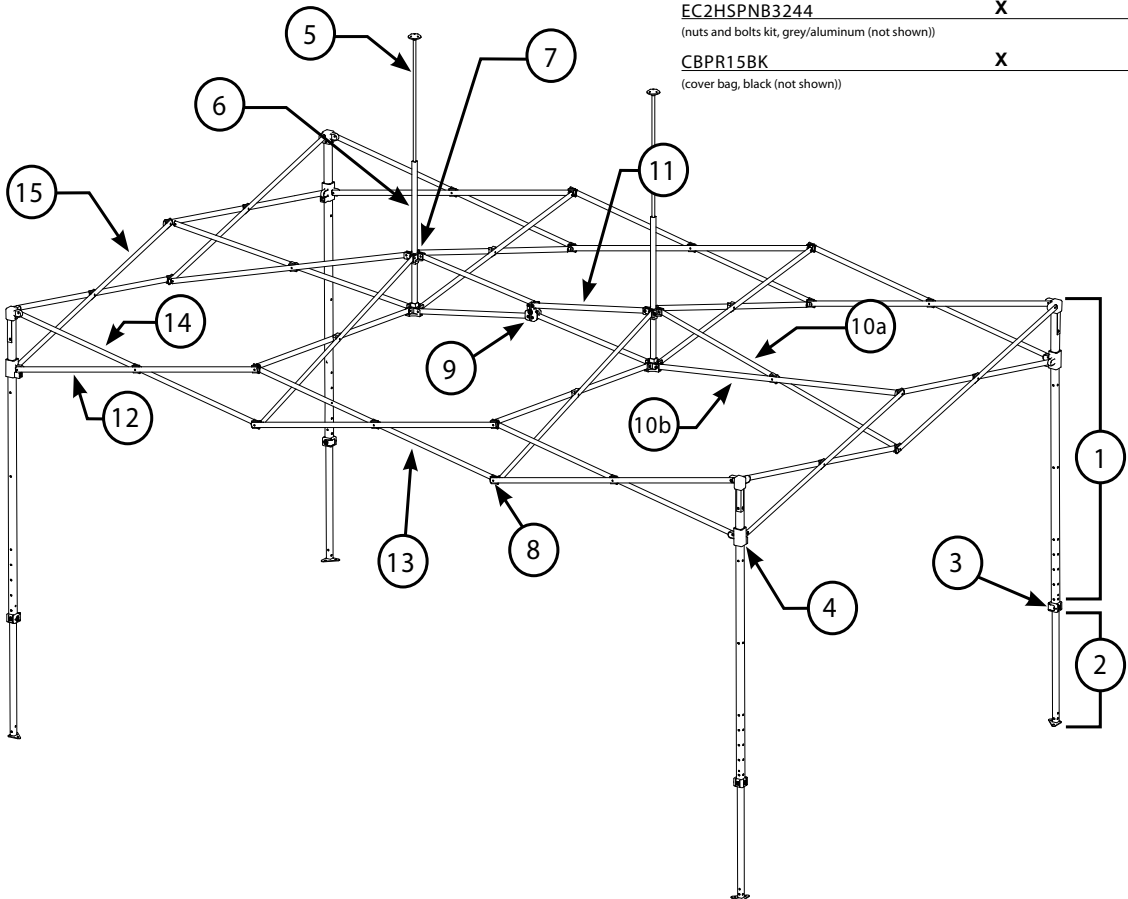 EC2HSPNB3244 X
(nuts and bolts kit, grey/aluminum (not shown))
CBPR15BK X
(cover bag, black (not shown))
5
7
6
11
15
14
10a
9
12
10b
1
13
8
3
4
2